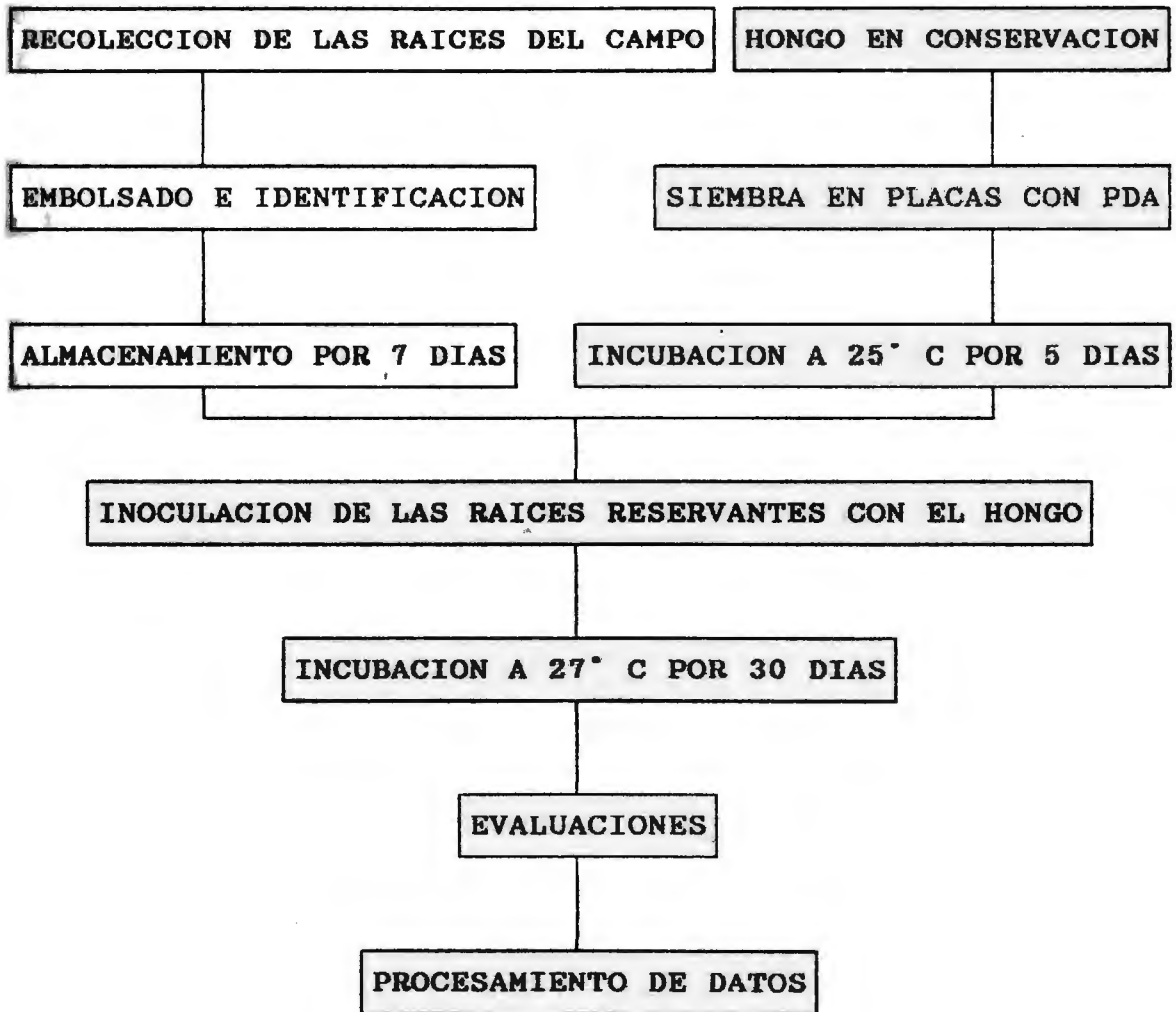 RECOLECCION DE LAS RAICES DEL CAMPO
HONGO EN CONSERVACION
EMBOLSADO E IDENTIFICACION
SIEMBRA EN PLACAS CON PDA
ALMACENAMIENTO POR 7 DIAS
INCUBACION A 25° C POR 5 DIAS
INOCULACION DE LAS RAICES RESERVANTES CON EL HONGO
INCUBACION A 27° C POR 30 DIAS
EVALUACIONES
PROCESAMIENTO DE DATOS